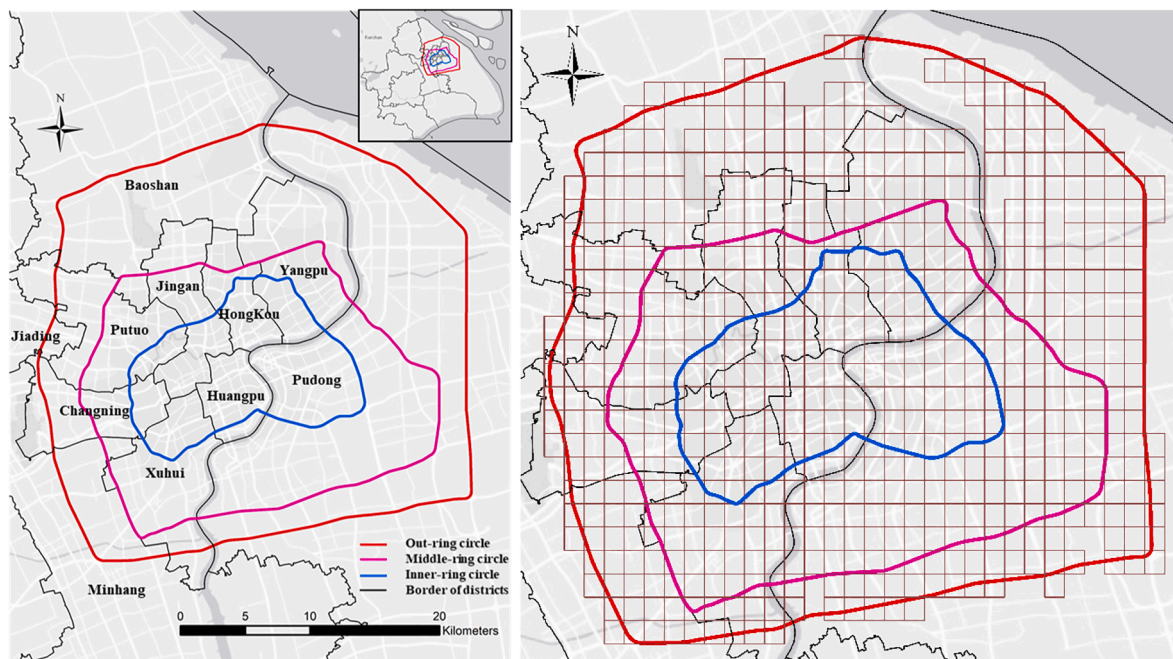 N
Baoshan
Yangpu
Jingan
HongKou
Putuo
Jiading
Pudong
Huangpu
Changning
Xuhui
Minhang
Out-ring circle
Middle-ring circle
Inner-ring circle
Border of districts
0 5 10 20
Kilometers
N